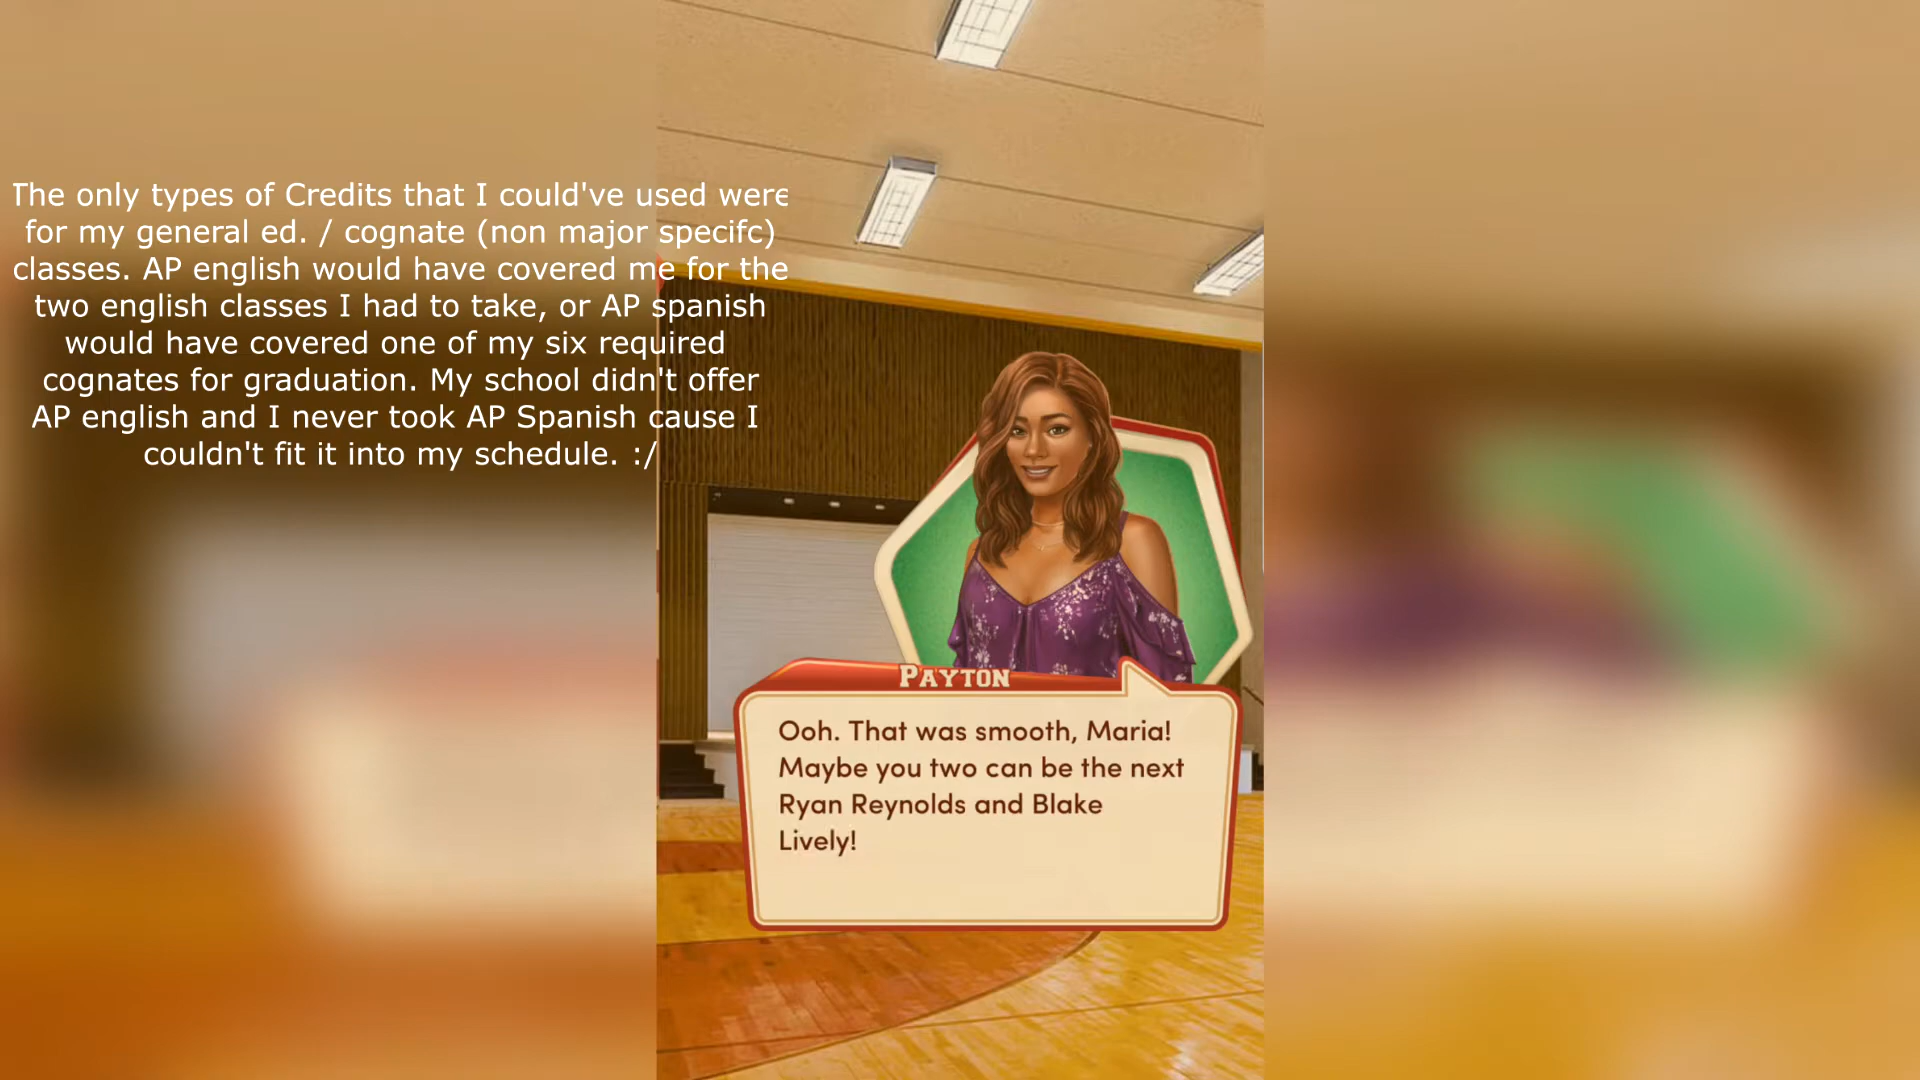 The only types of Credits that I could've used were
for my general ed. / cognate (non major specifc)
classes. AP english would have covered me for the
two english classes I had to take, or AP spanish
would have covered one of my six required
cognates for graduation. My school didn't offer
AP english and I never took AP Spanish cause I
couldn't fit it into my schedule. :/
PAYTON
Ooh. That was smooth, Maria!
Maybe you two can be the next
Ryan Reynolds and Blake
Lively!